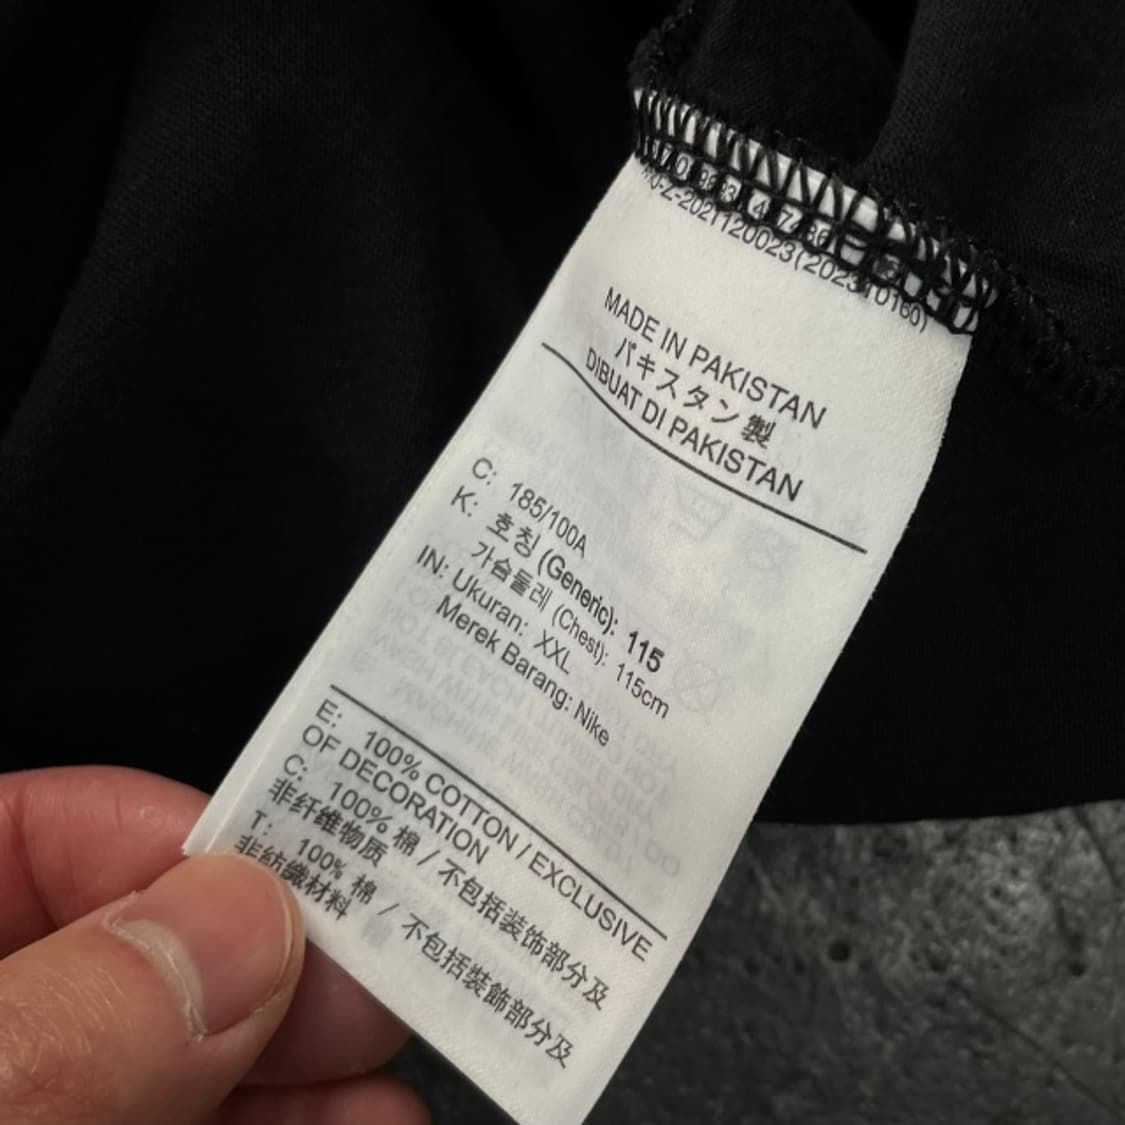 MADE IN PAKISTAN
パキスタン製
DIBUAT DI PAKISTAN
C: 185/100A
K: 호칭 (Generic): 115
가슴둘레 (Chest): 115cm
IN: Ukuran: XXL
Merek Barang: Nike
E: 100% COTTON / EXCLUSIVE
OF DECORATION
C: 100% 棉 / 不包括装饰部分及
非纤维物质
T: 100% 棉 / 不包括裝飾部分及
非紡織材料